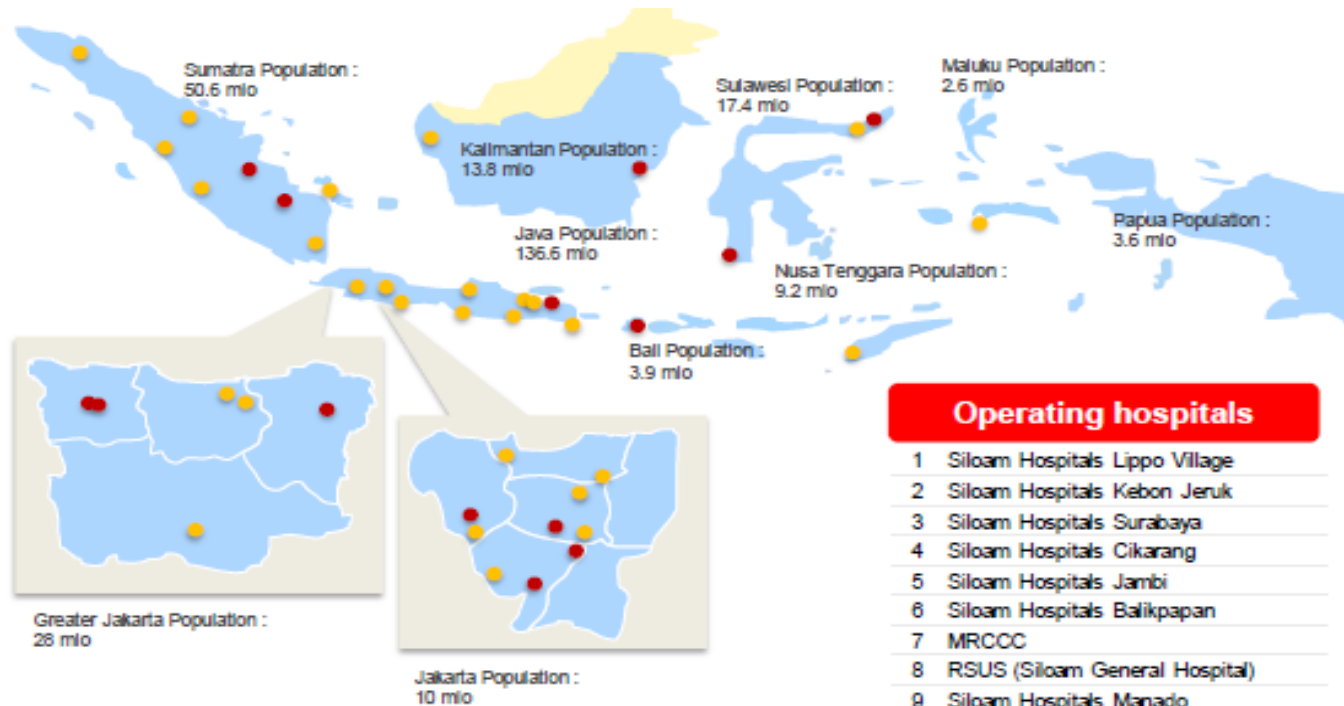 Sumatra Population :
50.6 mio
Kalimantan Population :
13.8 mio
Java Population :
136.6 mio
Sulawesi Population :
17.4 mio
Maluku Population :
2.6 mio
Papua Population :
3.6 mio
Nusa Tenggara Population :
9.2 mio
Bali Population :
3.9 mio
Greater Jakarta Population :
28 mio
Jakarta Population :
10 mio
Operating hospitals
1 Siloam Hospitals Lippo Village
2 Siloam Hospitals Kebon Jeruk
3 Siloam Hospitals Surabaya
4 Siloam Hospitals Cikarang
5 Siloam Hospitals Jambi
6 Siloam Hospitals Balikpapan
7 MRCCC
8 RSUS (Siloam General Hospital)
9 Siloam Hospitals Manado